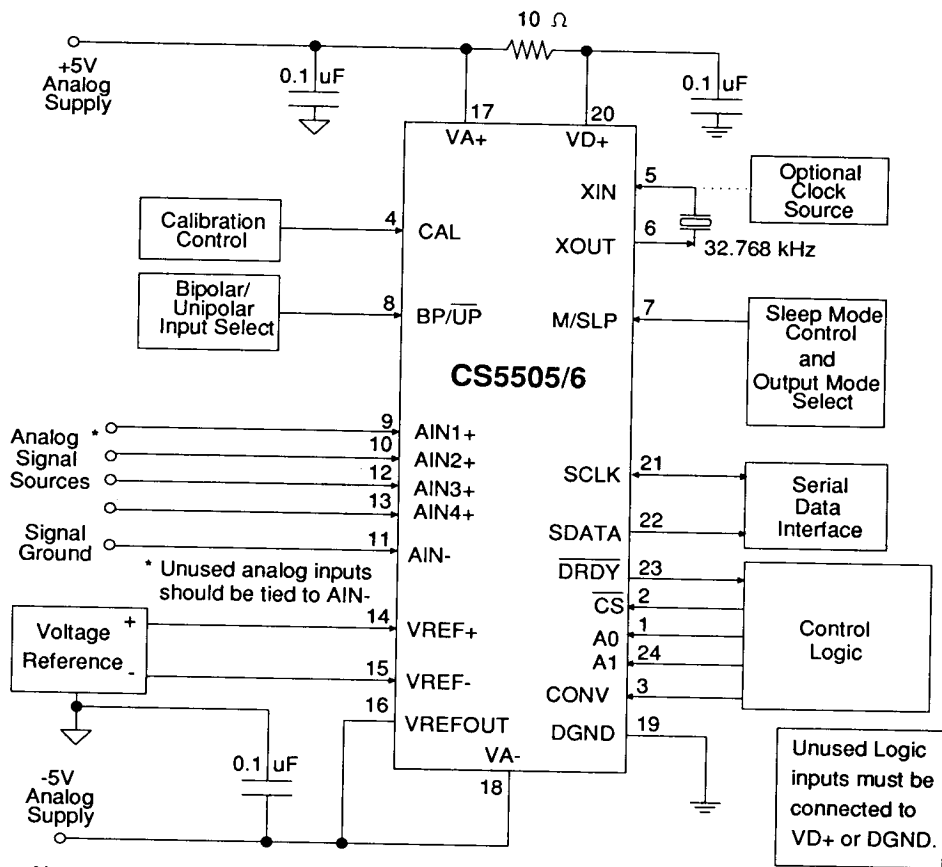 10 Ω
+5V
Analog
Supply
0.1 uF
0.1 uF
17
20
VA+
VD+
5
XIN
Optional
Clock
Source
Calibration
Control
4
CAL
6
XOUT
32.768 kHz
Bipolar/
Unipolar
Input Select
8
BP/UP
M/SLP
7
Sleep Mode
Control
and
Output Mode
Select
CS5505/6
Analog *
Signal
Sources
9
AIN1+
10
AIN2+
12
AIN3+
13
AIN4+
SCLK
21
SDATA
22
Serial
Data
Interface
Signal
Ground
11
AIN-
* Unused analog inputs
should be tied to AIN-
DRDY
23
CS
2
A0
1
A1
24
CONV
3
Control
Logic
Voltage +
Reference -
14
VREF+
15
VREF-
16
VREFOUT
DGND
19
VA-
18
0.1 uF
-5V
Analog
Supply
Unused Logic
inputs must be
connected to
VD+ or DGND.